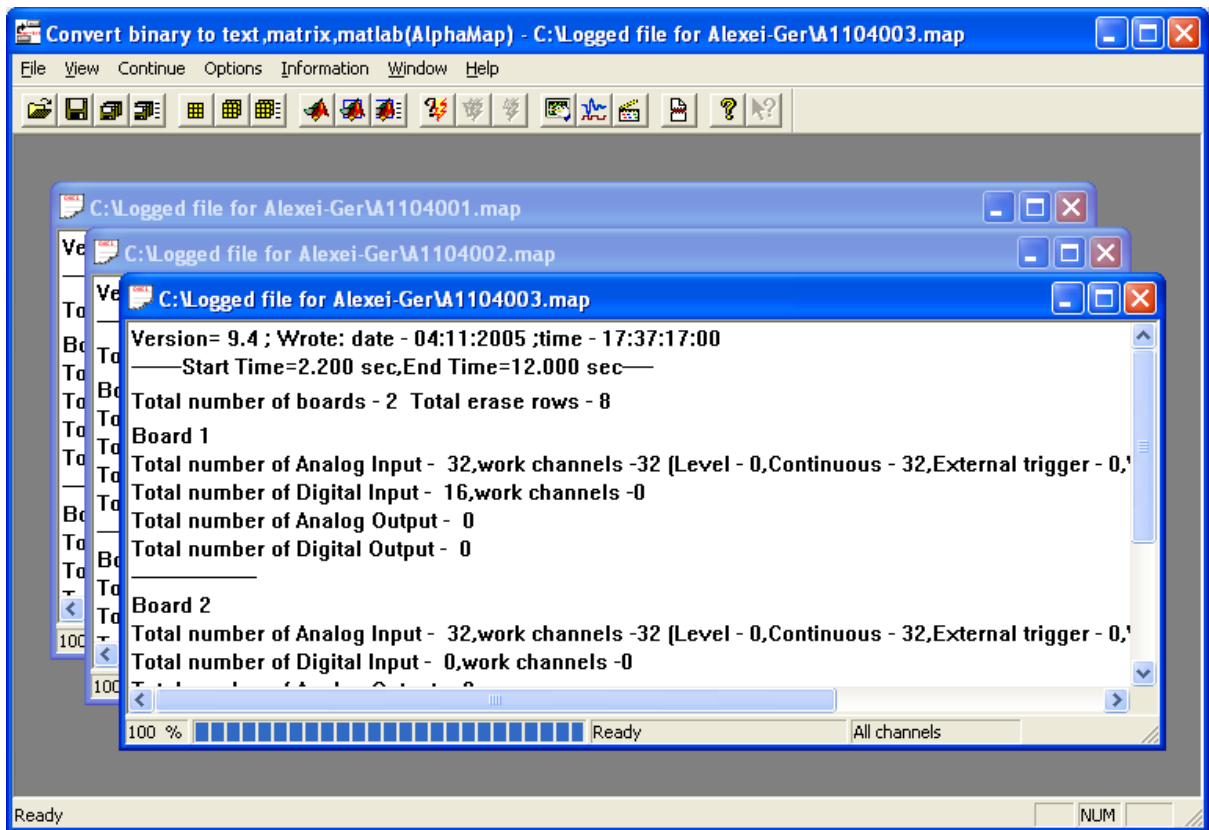 Convert binary to text,matrix,matlab(AlphaMap) - C:\Logged file for Alexei-Ger\A1104003.map
File View Continue Options Information Window Help
C:\Logged file for Alexei-Ger\A1104001.map
C:\Logged file for Alexei-Ger\A1104002.map
C:\Logged file for Alexei-Ger\A1104003.map
Version= 9.4 ; Wrote: date - 04:11:2005 ;time - 17:37:17:00
-------Start Time=2.200 sec,End Time=12.000 sec-----
Total number of boards - 2 Total erase rows - 8
Board 1
Total number of Analog Input - 32,work channels -32 (Level - 0,Continuous - 32,External trigger - 0,
Total number of Digital Input - 16,work channels -0
Total number of Analog Output - 0
Total number of Digital Output - 0
Board 2
Total number of Analog Input - 32,work channels -32 (Level - 0,Continuous - 32,External trigger - 0,
Total number of Digital Input - 0,work channels -0
100 % Ready All channels
Ready NUM